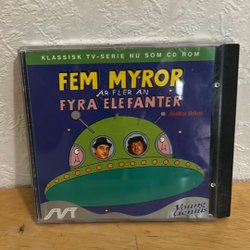 KLASSISK TV-SERIE NU SOM CD ROM
FEM MYROR
ÄR FLER ÄN
FYRA ELEFANTER
SVT
Young
Genius